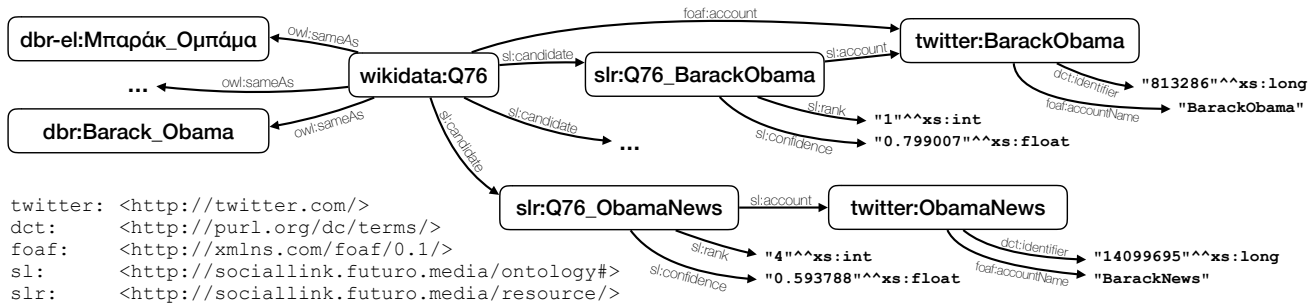 foaf:account
dbr-el:Μπαράκ_Ομπάμα
owl:sameAs
twitter:BarackObama
sl:candidate
sl:account
wikidata:Q76
slr:Q76_BarackObama
...
owl:sameAs
dct:identifier
"813286"^^xs:long
foaf:accountName
"BarackObama"
dbr:Barack_Obama
owl:sameAs
sl:candidate
sl:candidate
sl:rank
"1"^^xs:int
sl:confidence
"0.799007"^^xs:float
...
slr:Q76_ObamaNews
sl:account
twitter:ObamaNews
sl:rank
"4"^^xs:int
sl:confidence
"0.593788"^^xs:float
dct:identifier
"14099695"^^xs:long
foaf:accountName
"BarackNews"
twitter: <http://twitter.com/>
dct: <http://purl.org/dc/terms/>
foaf: <http://xmlns.com/foaf/0.1/>
sl: <http://sociallink.futuro.media/ontology#>
slr: <http://sociallink.futuro.media/resource/>